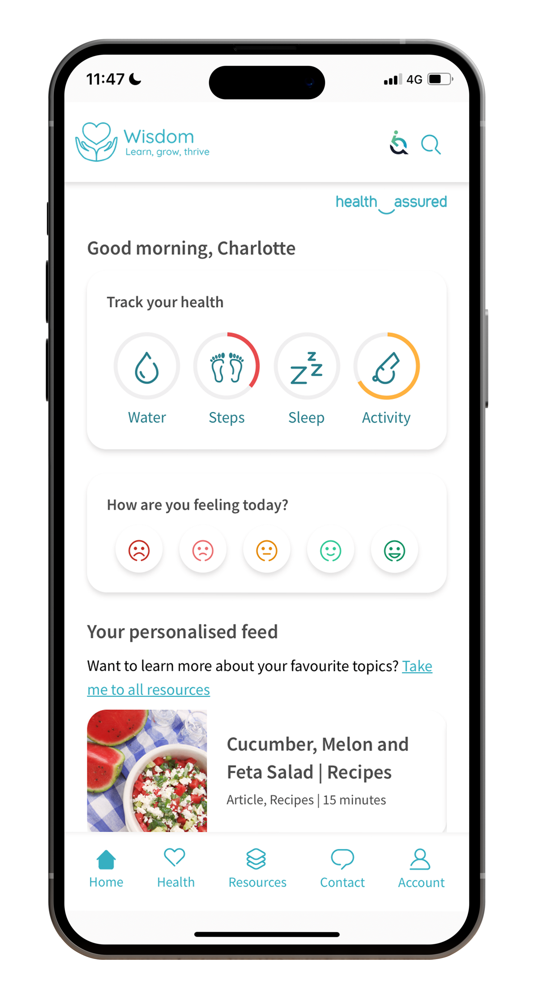 11:47
4G
Wisdom
Learn, grow, thrive
health assured
Good morning, Charlotte
Track your health
Water Steps Sleep Activity
How are you feeling today?
Your personalised feed
Want to learn more about your favourite topics? Take
me to all resources
Cucumber, Melon and
Feta Salad | Recipes
Article, Recipes | 15 minutes
Home Health Resources Contact Account